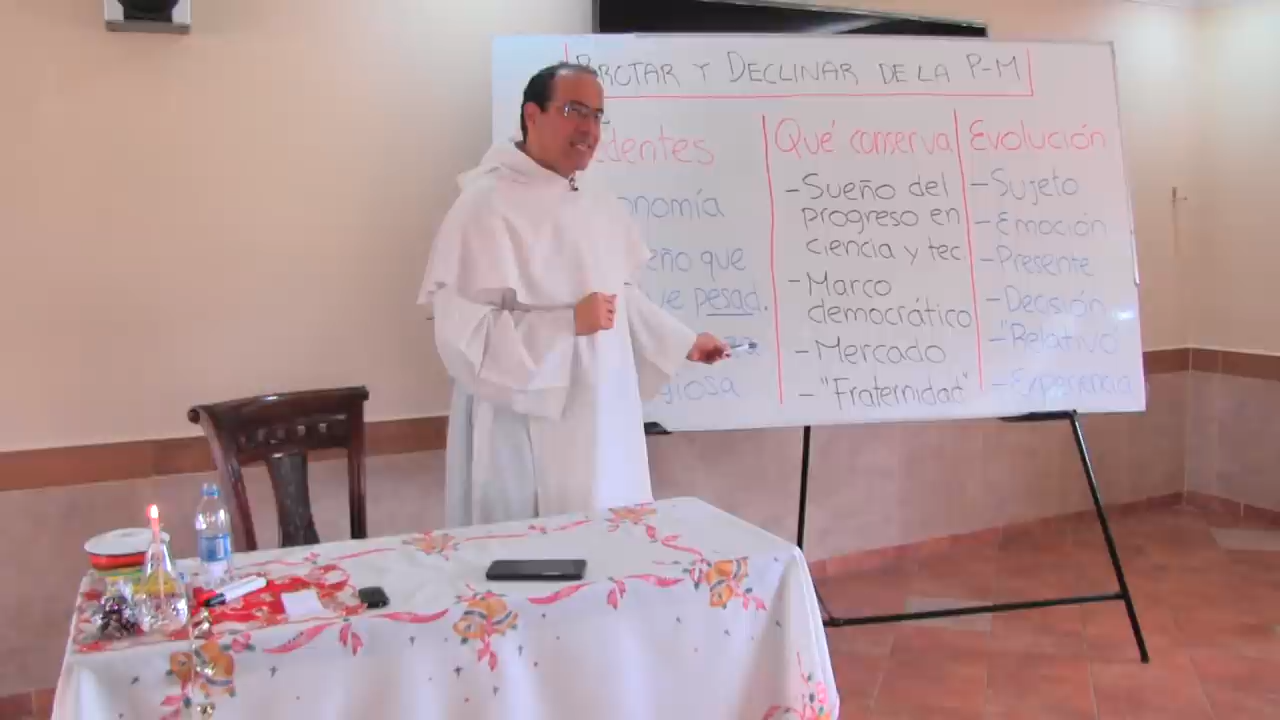 BROTAR Y DECLINAR DE LA P-M
dentes
onomía
eño que
ve pesad.
za
giosa
Qué conserva
-Sueño del
progreso en
ciencia y tec.
-Marco
democrático
-Mercado
-"Fraternidad"
Evolución
-Sujeto
-Emoción
-Presente
-Decisión
-"Relativo"
-Experiencia